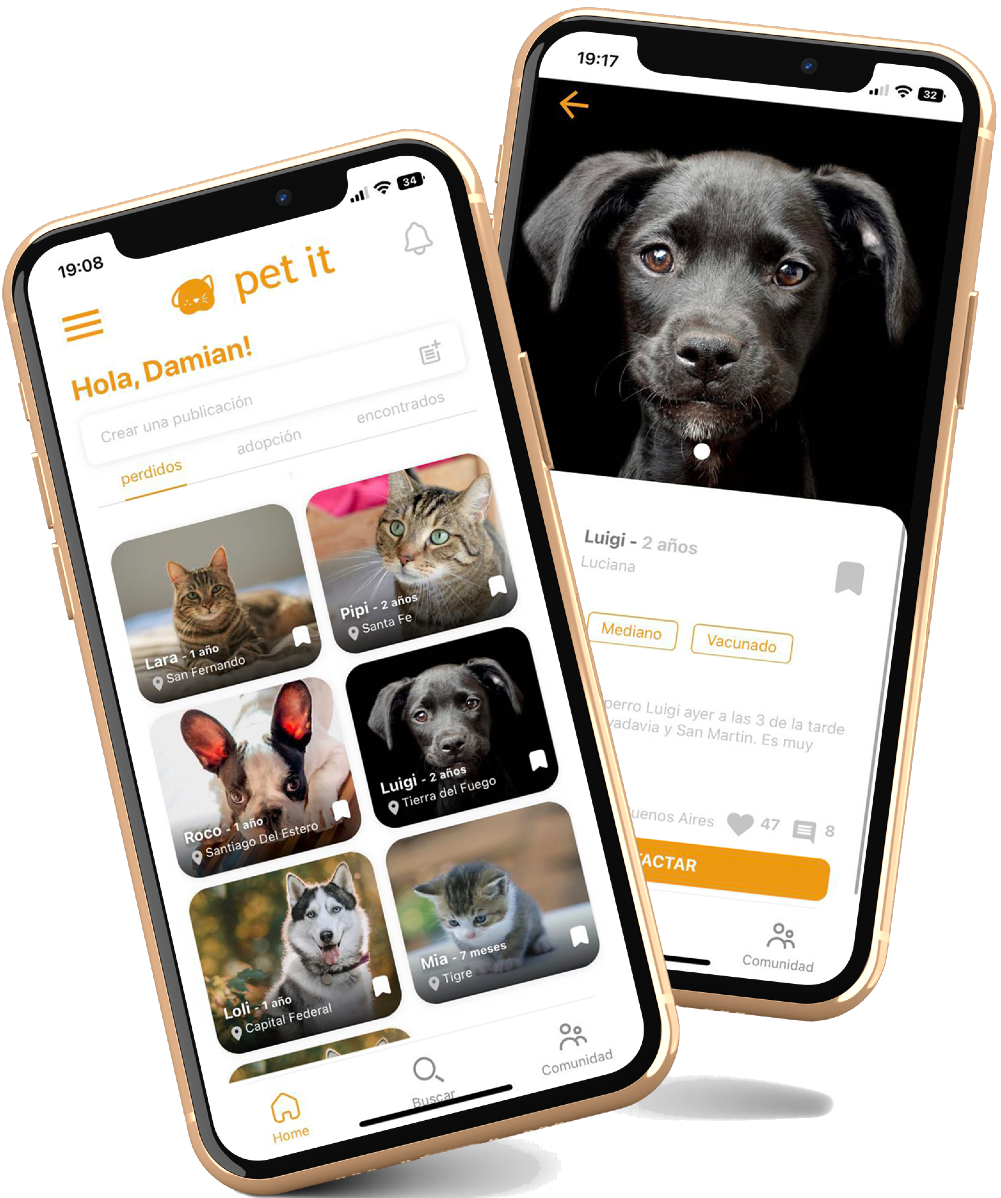 19:08
34
pet it
Hola, Damian!
Crear una publicación
perdidos
adopción
encontrados
Lara - 1 año
San Fernando
Pipi - 2 años
Santa Fe
Roco - 1 año
Santiago Del Estero
Luigi - 2 años
Tierra del Fuego
Loli - 1 año
Capital Federal
Mia - 7 meses
Tigre
Home
Buscar
Comunidad
19:17
32
Luigi - 2 años
Luciana
Mediano
Vacunado
perro Luigi ayer a las 3 de la tarde
vadavia y San Martin. Es muy
uenos Aires
47
8
TACTAR
Comunidad